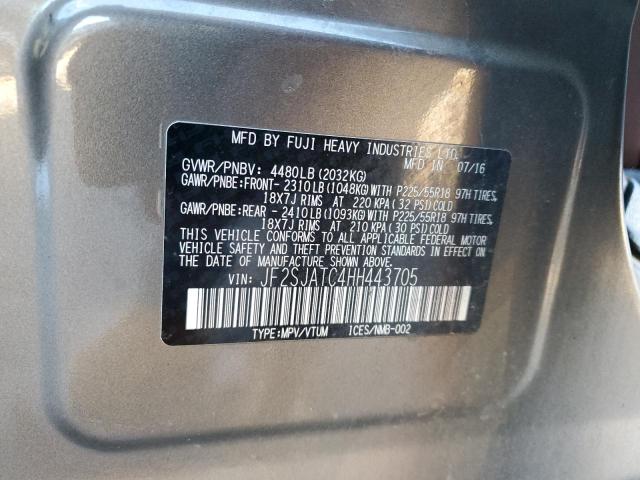 MFD BY FUJI HEAVY INDUSTRIES LTD.
MFD IN 07/16
GVWR/PNBV: 4480LB (2032KG)
GAWR/PNBE:FRONT- 2310LB (1048KG)WITH P225/55R18 97H TIRES,
18X7J RIMS AT 220 KPA (32 PSI)COLD
GAWR/PNBE:REAR - 2410LB (1093KG)WITH P225/55R18 97H TIRES,
18X7J RIMS AT 210 KPA (30 PSI)COLD
THIS VEHICLE CONFORMS TO ALL APPLICABLE FEDERAL MOTOR
VEHICLE SAFETY AND THEFT PREVENTION STANDARDS IN EFFECT
ON THE DATE OF MANUFACTURE SHOWN ABOVE.
VIN: JF2SJATC4HH443705
TYPE:MPV/VTUM ICES/NMB-002